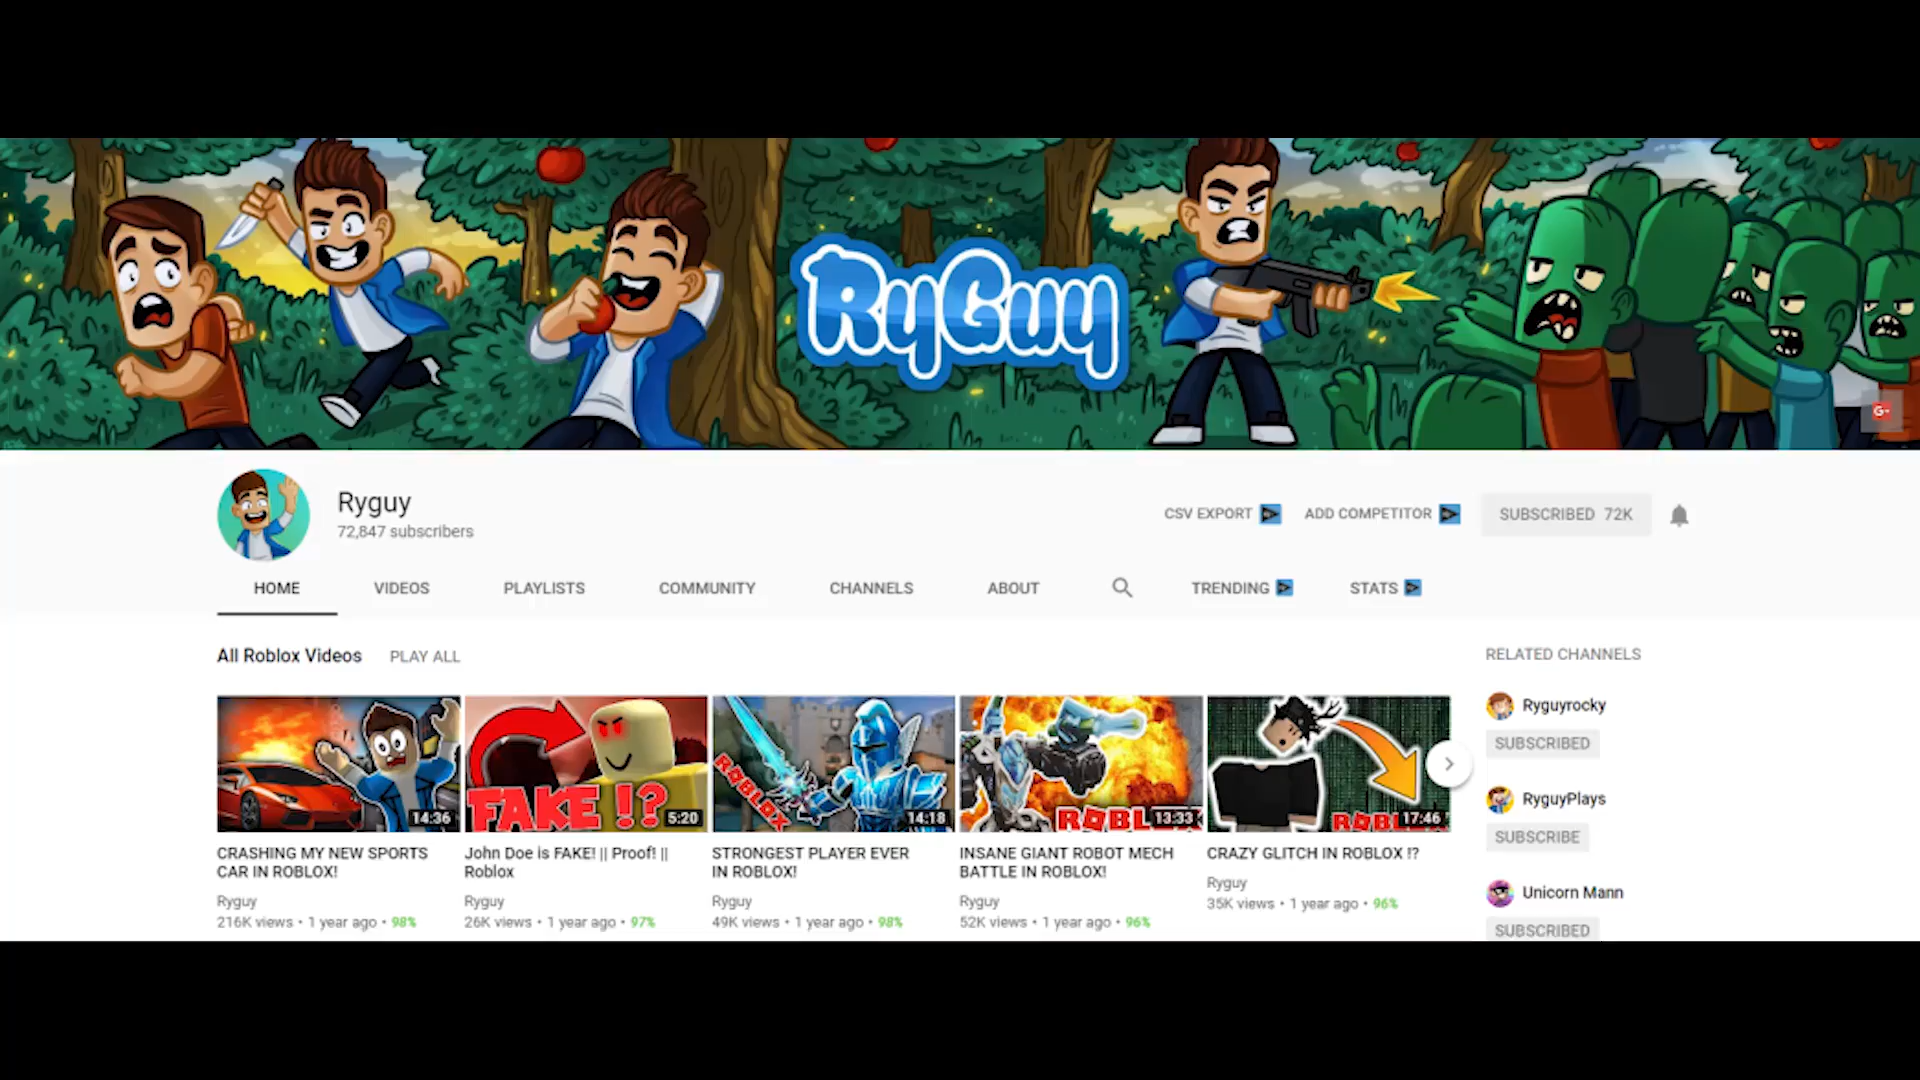 RyGuy
G+
Ryguy
72,847 subscribers
CSV EXPORT
ADD COMPETITOR
SUBSCRIBED 72K
HOME
VIDEOS
PLAYLISTS
COMMUNITY
CHANNELS
ABOUT
TRENDING
STATS
All Roblox Videos
PLAY ALL
14:36
CRASHING MY NEW SPORTS
CAR IN ROBLOX!
Ryguy
216K views • 1 year ago • 98%
FAKE !?
5:20
John Doe is FAKE! || Proof! ||
Roblox
Ryguy
26K views • 1 year ago • 97%
ROBLOX
14:18
STRONGEST PLAYER EVER
IN ROBLOX!
Ryguy
49K views • 1 year ago • 98%
13:33
INSANE GIANT ROBOT MECH
BATTLE IN ROBLOX!
Ryguy
52K views • 1 year ago • 96%
17:46
CRAZY GLITCH IN ROBLOX !?
Ryguy
35K views • 1 year ago • 96%
RELATED CHANNELS
Ryguyrocky
SUBSCRIBED
RyguyPlays
SUBSCRIBE
Unicorn Mann
SUBSCRIBED